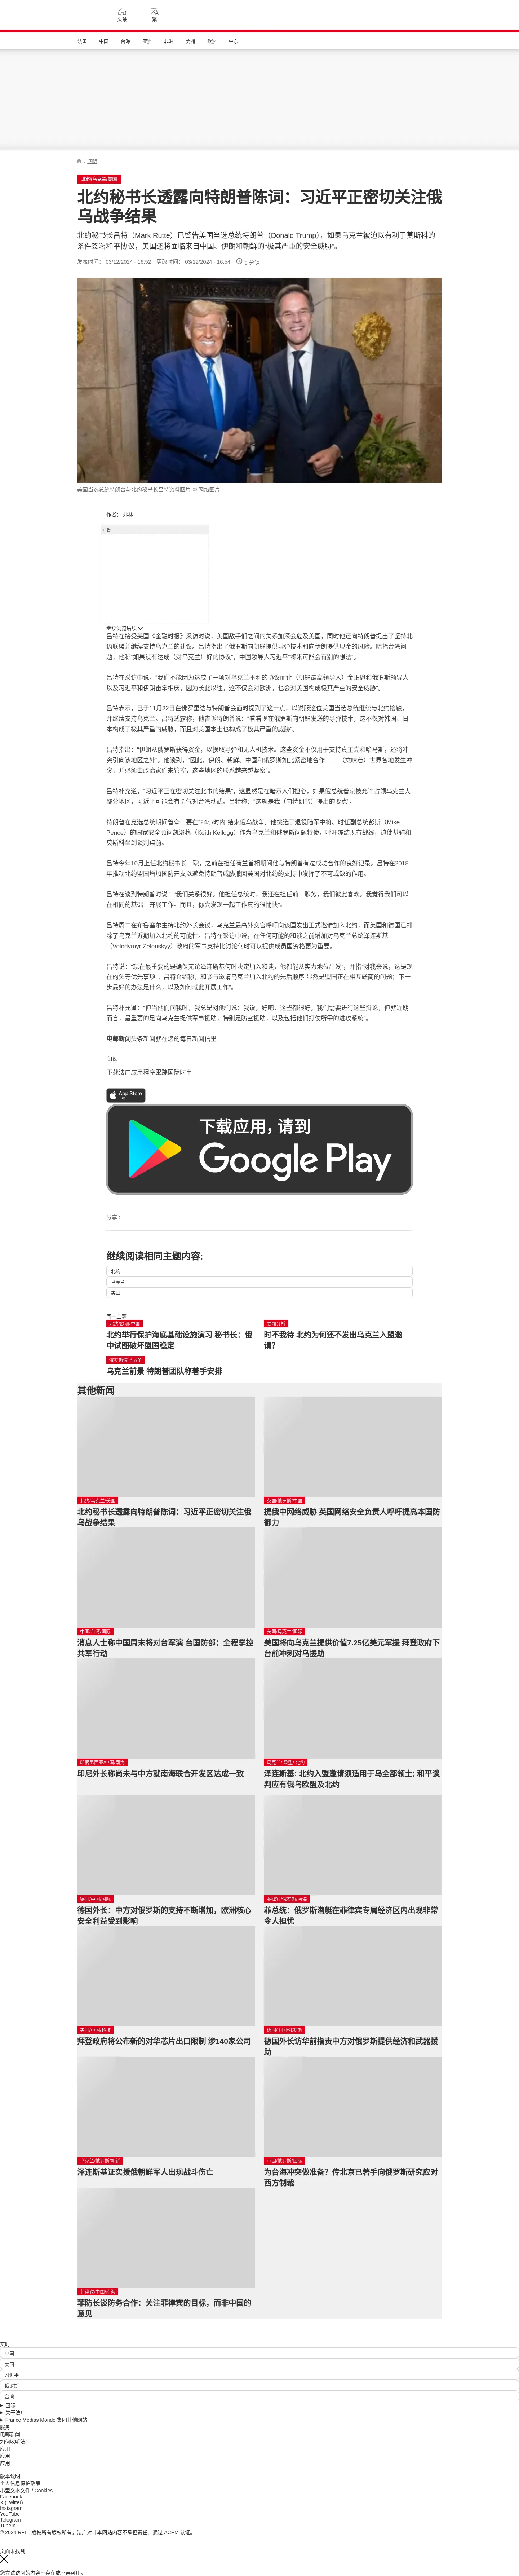 头条
繁
法国
中国
台海
亚洲
非洲
美洲
欧洲
中东
/ 国际
北约/乌克兰/美国
北约秘书长透露向特朗普陈词：习近平正密切关注俄
乌战争结果
北约秘书长吕特（Mark Rutte）已警告美国当选总统特朗普（Donald Trump），如果乌克兰被迫以有利于莫斯科的
条件签署和平协议，美国还将面临来自中国、伊朗和朝鲜的“极其严重的安全威胁”。
发表时间： 03/12/2024 - 16:52 更改时间： 03/12/2024 - 16:54 9 分钟
美国当选总统特朗普与北约秘书长吕特资料图片 © 网络图片
作者： 弗林
广告
继续浏览后续
吕特在接受英国《金融时报》采访时说，美国敌手们之间的关系加深会危及美国，同时他还向特朗普提出了坚持北
约联盟并继续支持乌克兰的建议。吕特指出了俄罗斯向朝鲜提供导弹技术和向伊朗提供现金的风险。暗指台湾问
题，他称“如果没有达成（对乌克兰）好的协议”，中国领导人习近平“将来可能会有别的想法”。
吕特在采访中说，“我们不能因为达成了一项对乌克兰不利的协议而让（朝鲜最高领导人）金正恩和俄罗斯领导人
以及习近平和伊朗击掌相庆，因为长此以往，这不仅会对欧洲，也会对美国构成极其严重的安全威胁”。
吕特表示，已于11月22日在佛罗里达与特朗普会面时提到了这一点，以说服这位美国当选总统继续与北约接触，
并继续支持乌克兰。吕特透露称，他告诉特朗普说：“看看现在俄罗斯向朝鲜发送的导弹技术，这不仅对韩国、日
本构成了极其严重的威胁，而且对美国本土也构成了极其严重的威胁”。
吕特指出：“伊朗从俄罗斯获得资金，以换取导弹和无人机技术。这些资金不仅用于支持真主党和哈马斯，还将冲
突引向该地区之外”。他谈到，“因此，伊朗、朝鲜、中国和俄罗斯如此紧密地合作…… （意味着）世界各地发生冲
突，并必须由政治家们来管控，这些地区的联系越来越紧密”。
吕特补充道，“习近平正在密切关注此事的结果”，这显然是在暗示人们担心，如果俄总统普京被允许占领乌克兰大
部分地区，习近平可能会有勇气对台湾动武。吕特称：“这就是我（向特朗普）提出的要点”。
特朗普在竞选总统期间曾夸口要在“24小时内”结束俄乌战争。他挑选了退役陆军中将、时任副总统彭斯（Mike
Pence）的国家安全顾问凯洛格（Keith Kellogg）作为乌克兰和俄罗斯问题特使，呼吁冻结现有战线，迫使基辅和
莫斯科坐到谈判桌前。
吕特今年10月上任北约秘书长一职，之前在担任荷兰首相期间他与特朗普有过成功合作的良好记录，吕特在2018
年推动北约盟国增加国防开支以避免特朗普威胁撤回美国对北约的支持中发挥了不可或缺的作用。
吕特在谈到特朗普时说：“我们关系很好。他担任总统时，我还在担任前一职务，我们彼此喜欢。我觉得我们可以
在相同的基础上开展工作。而且，你会发现一起工作真的很愉快”。
吕特周二在布鲁塞尔主持北约外长会议，乌克兰最高外交官呼吁向该国发出正式邀请加入北约，而美国和德国已排
除了乌克兰近期加入北约的可能性。吕特在采访中说，在任何可能的和谈之前增加对乌克兰总统泽连斯基
（Volodymyr Zelenskyy）政府的军事支持比讨论何时可以提供成员国资格更为重要。
吕特说：“现在最重要的是确保无论泽连斯基何时决定加入和谈，他都能从实力地位出发”，并指“对我来说，这是现
在的头等优先事项”。吕特介绍称，和谈与邀请乌克兰加入北约的先后顺序“显然是盟国正在相互磋商的问题；下一
步最好的办法是什么，以及如何就此开展工作”。
吕特补充道：“但当他们问我时，我总是对他们说：我说，好吧，这些都很好，我们需要进行这些辩论，但就近期
而言，最重要的是向乌克兰提供军事援助，特别是防空援助，以及包括他们打仗所需的进攻系统”。
电邮新闻头条新闻就在您的每日新闻信里
订阅
下载法广应用程序跟踪国际时事
App Store
下载
下载应用，请到
Google Play
分享 :
继续阅读相同主题内容:
北约
乌克兰
美国
同一主题
北约/欧洲/中国
北约举行保护海底基础设施演习 秘书长：俄
中试图破坏盟国稳定
要闻分析
时不我待 北约为何还不发出乌克兰入盟邀
请？
俄罗斯侵乌战争
乌克兰前景 特朗普团队称着手安排
其他新闻
北约/乌克兰/美国
北约秘书长透露向特朗普陈词：习近平正密切关注俄
乌战争结果
英国/俄罗斯/中国
提俄中网络威胁 英国网络安全负责人呼吁提高本国防
御力
中国/台湾/国际
消息人士称中国周末将对台军演 台国防部：全程掌控
共军行动
美国/乌克兰/国际
美国将向乌克兰提供价值7.25亿美元军援 拜登政府下
台前冲刺对乌援助
印度尼西亚/中国/南海
印尼外长称尚未与中方就南海联合开发区达成一致
乌克兰/ 欧盟/ 北约
泽连斯基: 北约入盟邀请须适用于乌全部领土; 和平谈
判应有俄乌欧盟及北约
德国/中国/国际
德国外长：中方对俄罗斯的支持不断增加，欧洲核心
安全利益受到影响
菲律宾/俄罗斯/南海
菲总统：俄罗斯潜艇在菲律宾专属经济区内出现非常
令人担忧
美国/中国/科技
拜登政府将公布新的对华芯片出口限制 涉140家公司
德国/中国/俄罗斯
德国外长访华前指责中方对俄罗斯提供经济和武器援
助
乌克兰/俄罗斯/朝鲜
泽连斯基证实援俄朝鲜军人出现战斗伤亡
中国/俄罗斯/国际
为台海冲突做准备？传北京已著手向俄罗斯研究应对
西方制裁
菲律宾/中国/南海
菲防长谈防务合作：关注菲律宾的目标，而非中国的
意见
实时
中国
美国
习近平
俄罗斯
台湾
国际
关于法广
France Médias Monde 集团其他网站
服务
电邮新闻
如何收听法广
应用
应用
应用
版本说明
个人信息保护政策
小型文本文件 / Cookies
Facebook
X (Twitter)
Instagram
YouTube
Telegram
TuneIn
© 2024 RFI – 版权所有版权所有。法广对非本网站内容不承担责任。通过 ACPM 认证。
页面未找到
您尝试访问的内容不存在或不再可用。